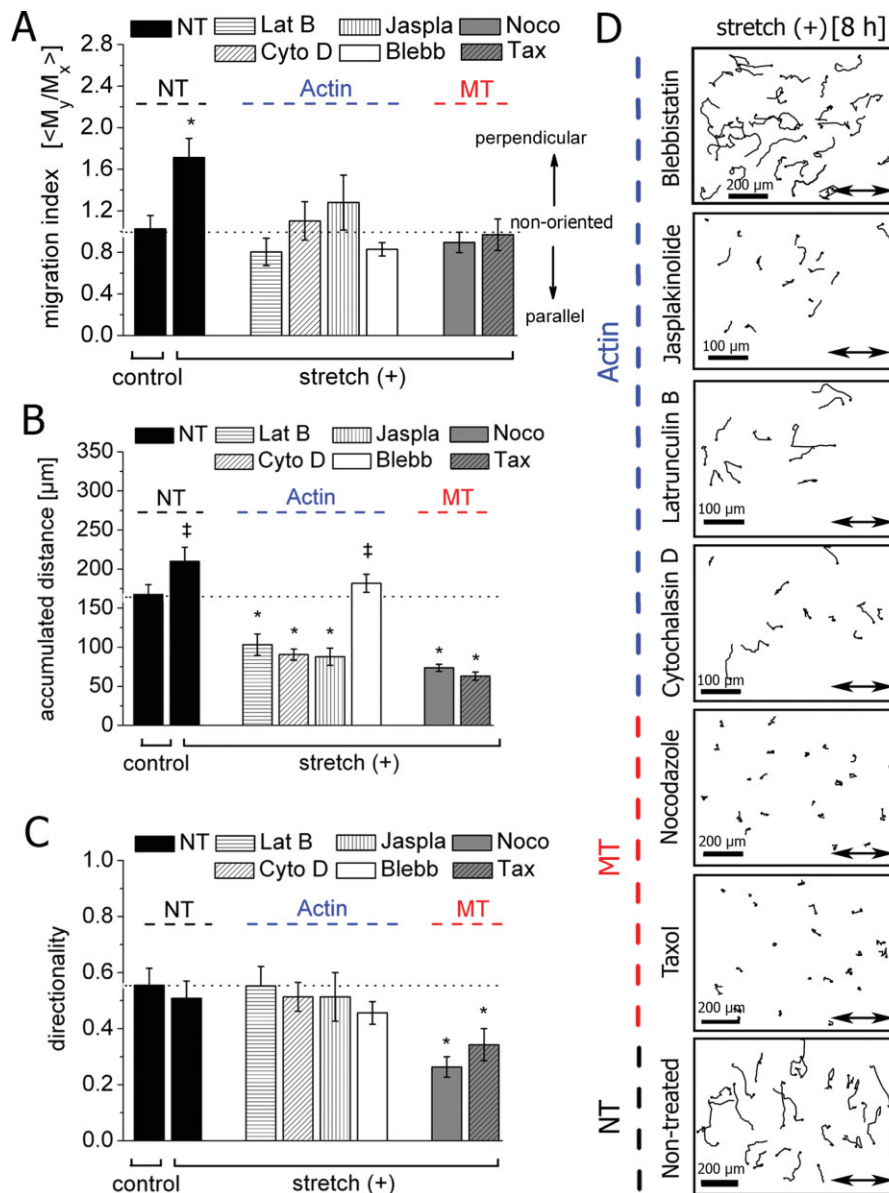 A
NT Lat B Jaspla Noco
Cyto D Blebb Tax
migration index [<My/Mx>]
2.8
2.4
2.0
1.6
1.2
0.8
0.4
0.0
NT Actin MT
*
perpendicular
non-oriented
parallel
control stretch (+)
B
NT Lat B Jaspla Noco
Cyto D Blebb Tax
accumulated distance [µm]
350
300
250
200
150
100
50
0
NT Actin MT
‡ ‡
* * * * *
control stretch (+)
C
NT Lat B Jaspla Noco
Cyto D Blebb Tax
directionality
1.0
0.8
0.6
0.4
0.2
0.0
NT Actin MT
* *
control stretch (+)
D
stretch (+) [8 h]
Actin
Blebbistatin
200 µm
Jasplakinolide
100 µm
Latrunculin B
100 µm
Cytochalasin D
100 µm
MT
Nocodazole
200 µm
Taxol
200 µm
NT
Non-treated
200 µm